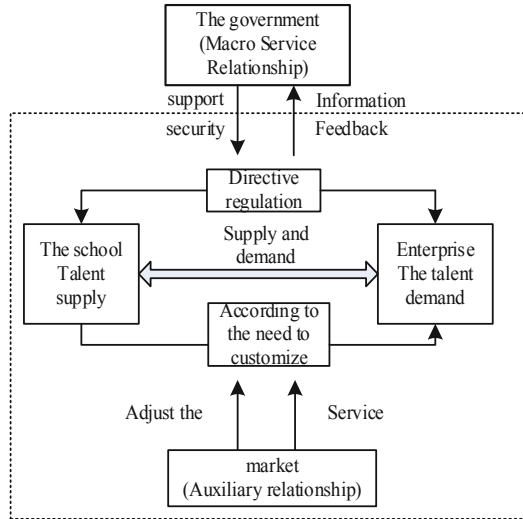 The government
(Macro Service
Relationship)
support
Information
security
Feedback
Directive
regulation
The school
Talent
supply
Supply and
demand
Enterprise
The talent
demand
According to
the need to
customize
Adjust the
Service
market
(Auxiliary relationship)